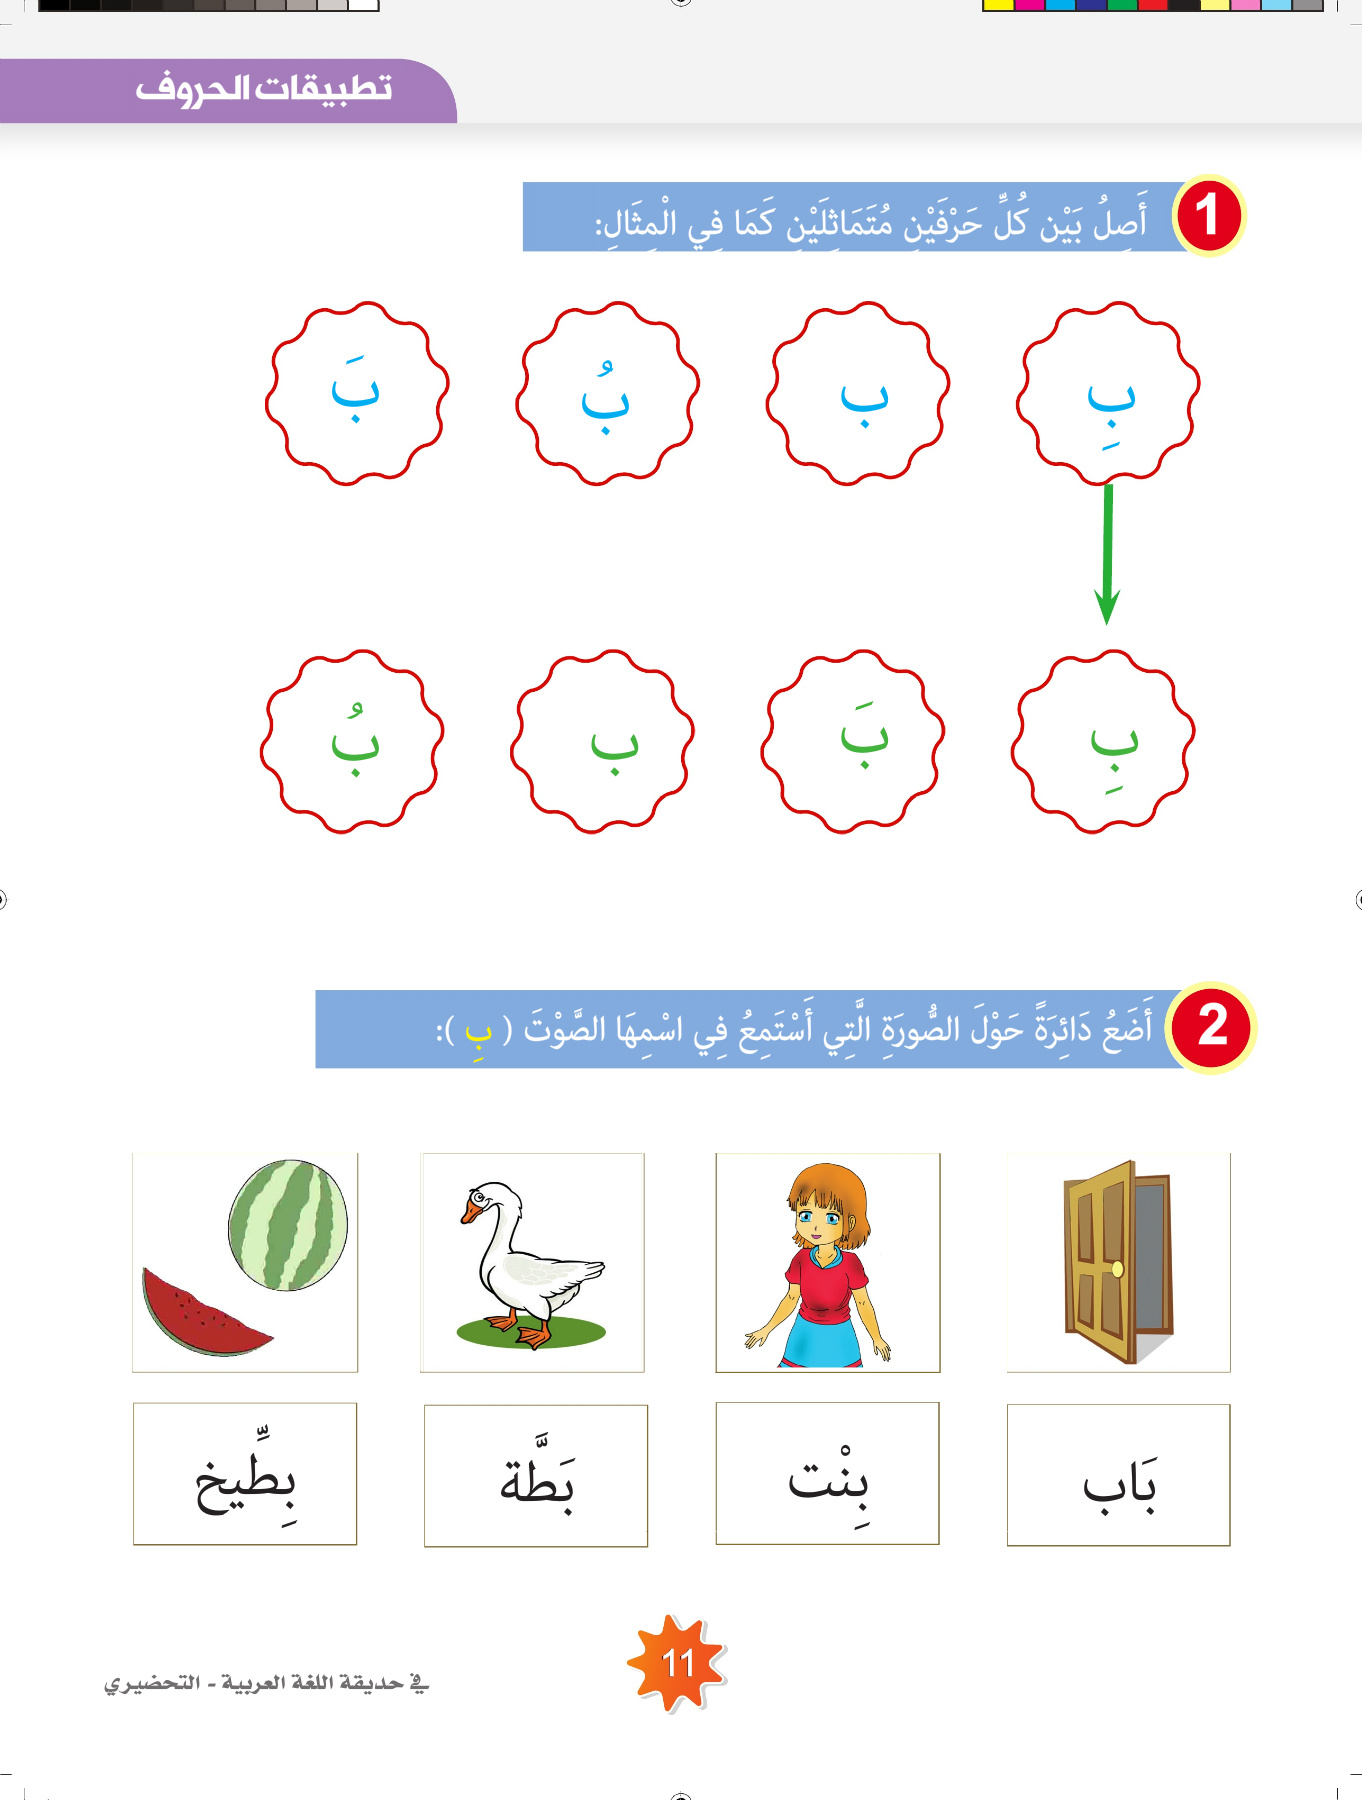 تطبيقات الحروف
1 أَصِلُ بَيْن كُلِّ حَرْفَيْنِ مُتَمَاثِلَيْنِ كَمَا فِي الْمِثَالِ:
بِ ب بُ بَ
بِ بَ ب بُ
2 أَضَعُ دَائِرَةً حَوْلَ الصُّورَةِ الَّتِي أَسْتَمِعُ فِي اسْمِهَا الصَّوْتَ ( بِ ):
بَاب بِنْت بَطَّة بِطِّيخ
11
في حديقة اللغة العربية - التحضيري